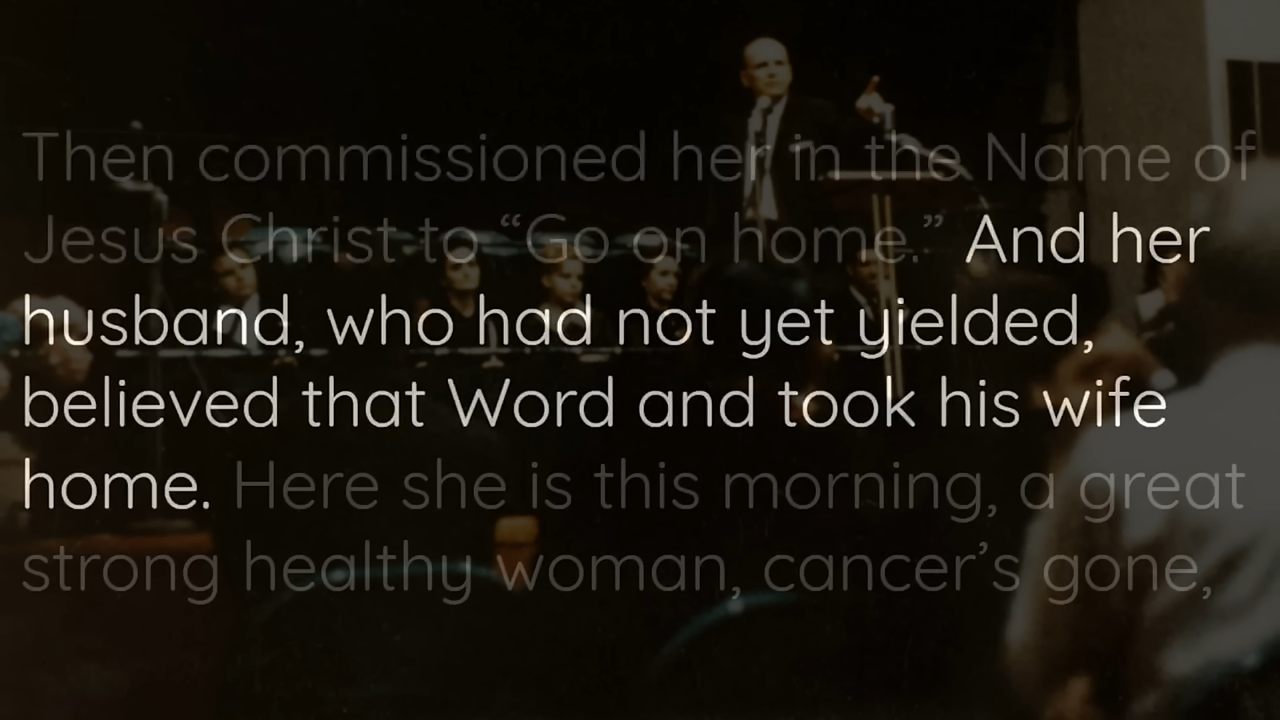 Then commissioned her in the Name of
Jesus Christ to “Go on home.” And her
husband, who had not yet yielded,
believed that Word and took his wife
home. Here she is this morning, a great
strong healthy woman, cancer’s gone,